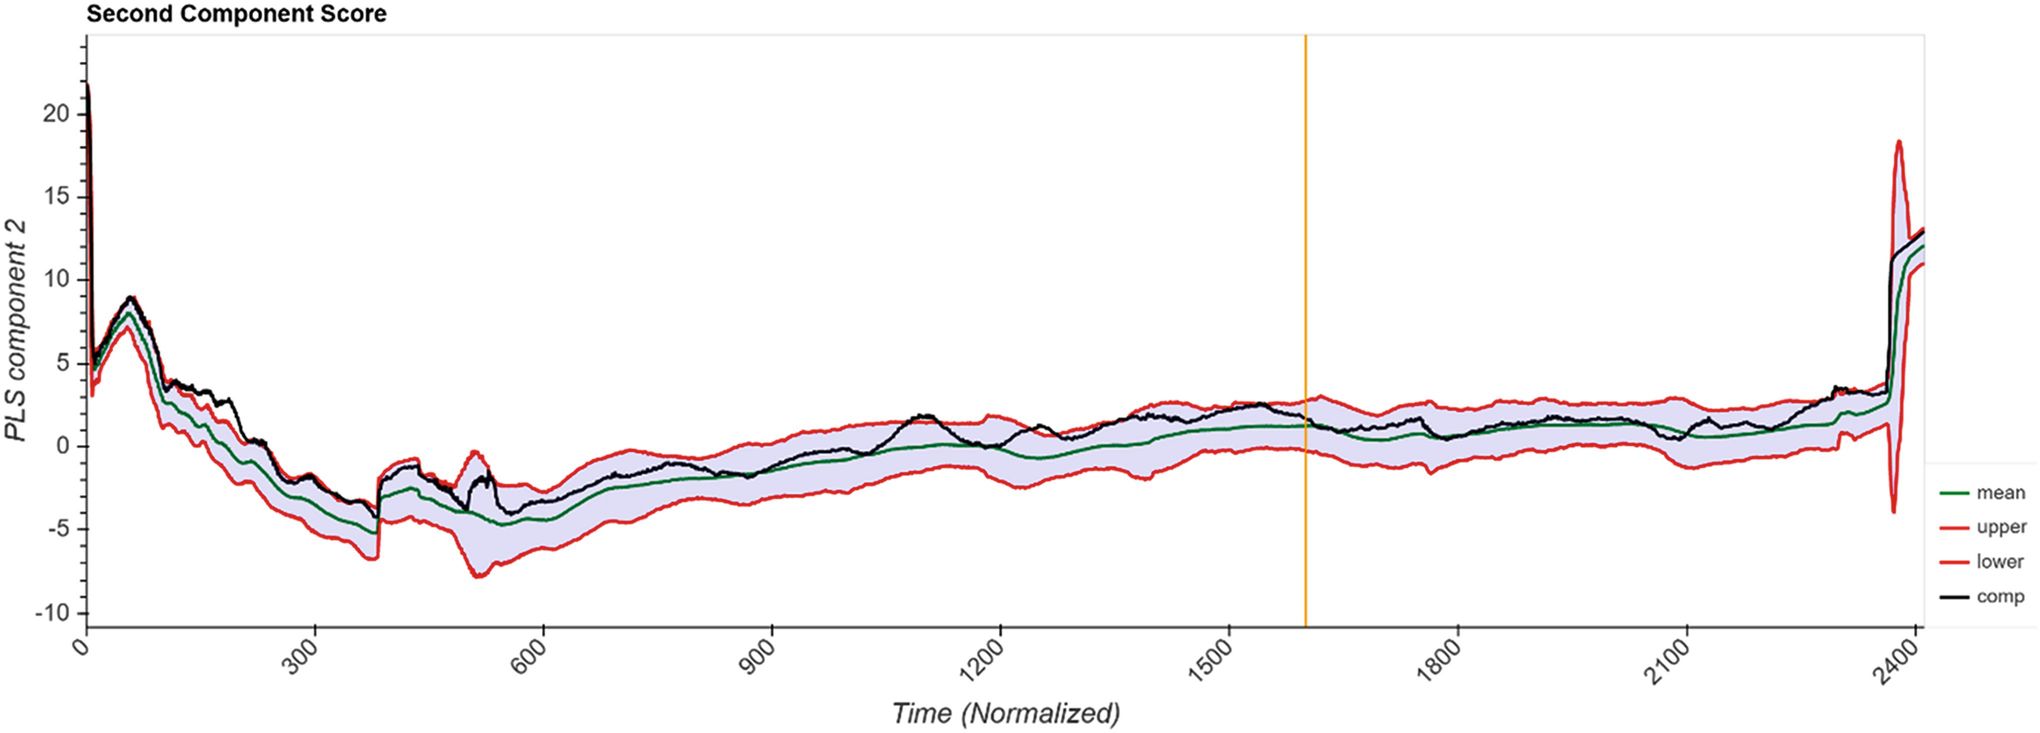 Second Component Score
PLS component 2
20
15
10
5
0
-5
-10
0
300
600
900
1200
1500
1800
2100
2400
Time (Normalized)
mean
upper
lower
comp